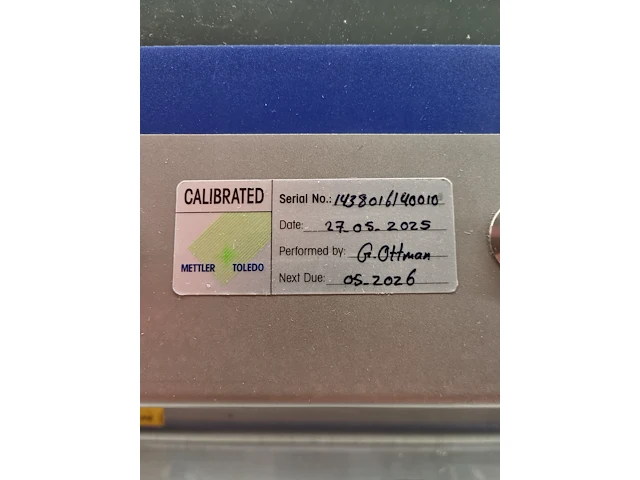 CALIBRATED
METTLER TOLEDO
Serial No.: 1438016140010
Date: 27-05-2025
Performed by: G. Ottman
Next Due: 05-2026